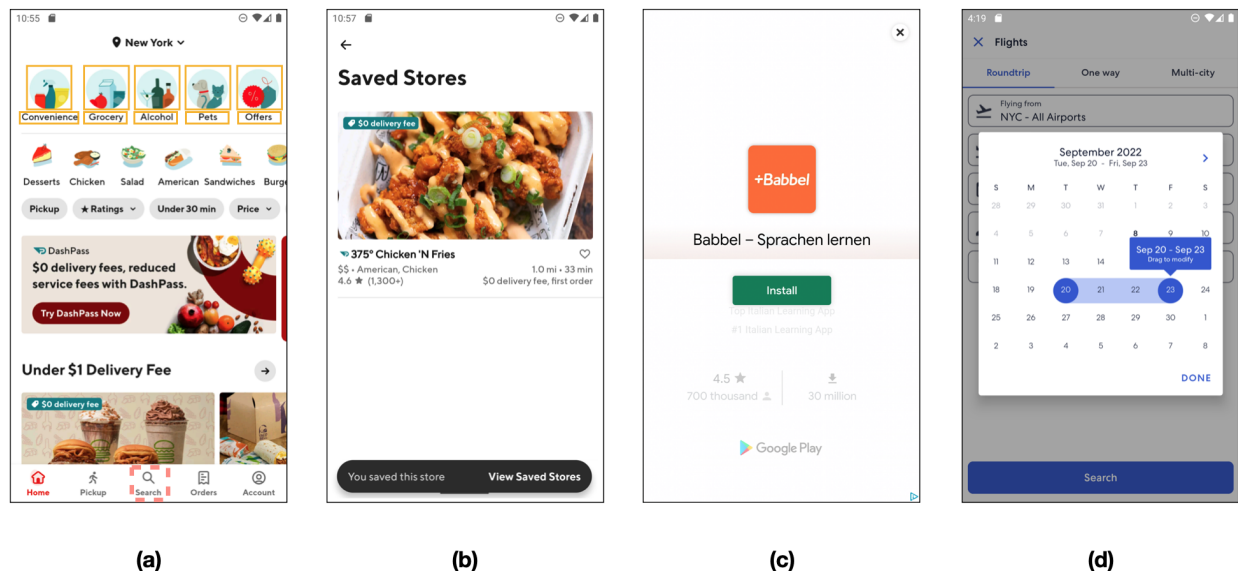 10:55
New York
Convenience Grocery Alcohol Pets Offers
Desserts Chicken Salad American Sandwiches Burge
Pickup ★ Ratings Under 30 min Price
DashPass
$0 delivery fees, reduced
service fees with DashPass.
Try DashPass Now
Under $1 Delivery Fee
$0 delivery fee
Home Pickup Search Orders Account
(a)
10:57
Saved Stores
$0 delivery fee
375° Chicken 'N Fries
$$ • American, Chicken 1.0 mi • 33 min
4.6 ★ (1,300+) $0 delivery fee, first order
You saved this store View Saved Stores
(b)
+Babbel
Babbel – Sprachen lernen
Install
Top Italian Learning App
#1 Italian Learning App
4.5 ★
700 thousand 30 million
Google Play
(c)
4:19
Flights
Roundtrip One way Multi-city
Flying from
NYC - All Airports
September 2022
Tue, Sep 20 - Fri, Sep 23
S M T W T F S
28 29 30 31 1 2 3
4 5 6 7 8 9 10
Sep 20 - Sep 23
Drag to modify
11 12 13 14
18 19 20 21 22 23 24
25 26 27 28 29 30 1
2 3 4 5 6 7 8
DONE
Search
(d)